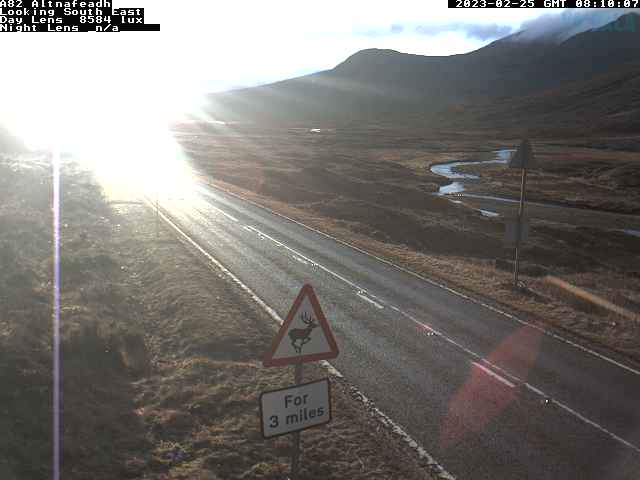 A82 Altnafeadh
Looking South East
Day Lens 8584 lux
Night Lens n/a
2023-02-25 GMT 08:10:07
For
3 miles